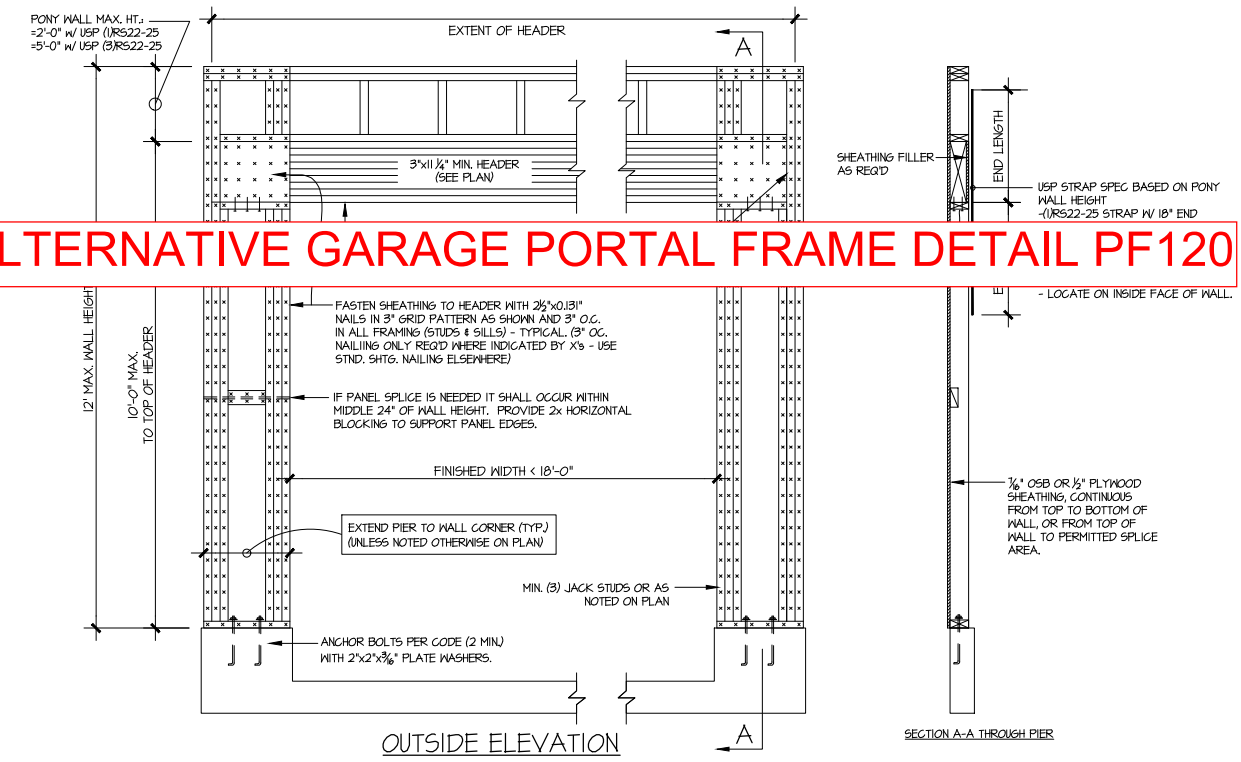 PONY WALL MAX. HT.:
=2'-0" W/ USP (1)RS22-25
=5'-0" W/ USP (3)RS22-25
EXTENT OF HEADER
A
3"x11 1/4" MIN. HEADER
(SEE PLAN)
SHEATHING FILLER
AS REQ'D
END LENGTH
USP STRAP SPEC BASED ON PONY
WALL HEIGHT
-(1)RS22-25 STRAP W/ 18" END
LTERNATIVE GARAGE PORTAL FRAME DETAIL PF120
- LOCATE ON INSIDE FACE OF WALL.
12' MAX. WALL HEIGHT
10'-0" MAX.
TO TOP OF HEADER
FASTEN SHEATHING TO HEADER WITH 2½"x0.131"
NAILS IN 3" GRID PATTERN AS SHOWN AND 3" O.C.
IN ALL FRAMING (STUDS & SILLS) - TYPICAL. (3" OC.
NAILIING ONLY REQ'D WHERE INDICATED BY X's - USE
STND. SHTG. NAILING ELSEWHERE)
IF PANEL SPLICE IS NEEDED IT SHALL OCCUR WITHIN
MIDDLE 24" OF WALL HEIGHT. PROVIDE 2x HORIZONTAL
BLOCKING TO SUPPORT PANEL EDGES.
FINISHED WIDTH < 18'-0"
7/16" OSB OR 1/2" PLYWOOD
SHEATHING, CONTINUOUS
FROM TOP TO BOTTOM OF
WALL, OR FROM TOP OF
WALL TO PERMITTED SPLICE
AREA.
EXTEND PIER TO WALL CORNER (TYP.)
(UNLESS NOTED OTHERWISE ON PLAN)
MIN. (3) JACK STUDS OR AS
NOTED ON PLAN
ANCHOR BOLTS PER CODE (2 MIN.)
WITH 2"x2"x3/16" PLATE WASHERS.
A
OUTSIDE ELEVATION
SECTION A-A THROUGH PIER